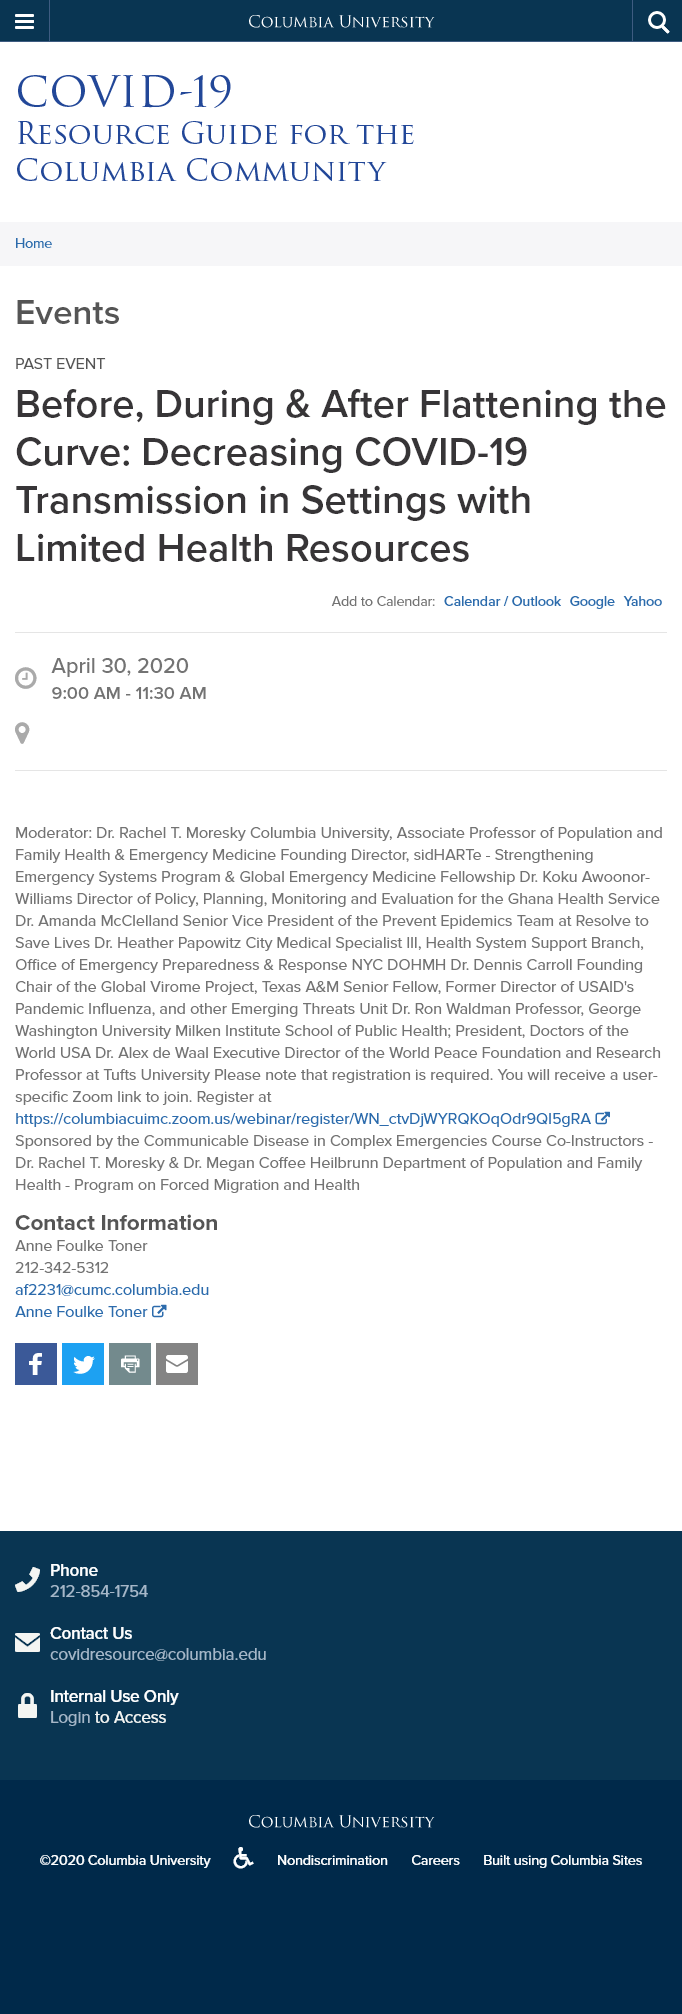 Columbia University
COVID-19
Resource Guide for the
Columbia Community
Home
Events
PAST EVENT
Before, During & After Flattening the
Curve: Decreasing COVID-19
Transmission in Settings with
Limited Health Resources
Add to Calendar: Calendar / Outlook Google Yahoo
April 30, 2020
9:00 AM - 11:30 AM
Moderator: Dr. Rachel T. Moresky Columbia University, Associate Professor of Population and
Family Health & Emergency Medicine Founding Director, sidHARTe - Strengthening
Emergency Systems Program & Global Emergency Medicine Fellowship Dr. Koku Awoonor-
Williams Director of Policy, Planning, Monitoring and Evaluation for the Ghana Health Service
Dr. Amanda McClelland Senior Vice President of the Prevent Epidemics Team at Resolve to
Save Lives Dr. Heather Papowitz City Medical Specialist III, Health System Support Branch,
Office of Emergency Preparedness & Response NYC DOHMH Dr. Dennis Carroll Founding
Chair of the Global Virome Project, Texas A&M Senior Fellow, Former Director of USAID's
Pandemic Influenza, and other Emerging Threats Unit Dr. Ron Waldman Professor, George
Washington University Milken Institute School of Public Health; President, Doctors of the
World USA Dr. Alex de Waal Executive Director of the World Peace Foundation and Research
Professor at Tufts University Please note that registration is required. You will receive a user-
specific Zoom link to join. Register at
https://columbiacuimc.zoom.us/webinar/register/WN_ctvDjWYRQKOqOdr9QI5gRA
Sponsored by the Communicable Disease in Complex Emergencies Course Co-Instructors -
Dr. Rachel T. Moresky & Dr. Megan Coffee Heilbrunn Department of Population and Family
Health - Program on Forced Migration and Health
Contact Information
Anne Foulke Toner
212-342-5312
af2231@cumc.columbia.edu
Anne Foulke Toner
Phone
212-854-1754
Contact Us
covidresource@columbia.edu
Internal Use Only
Login to Access
Columbia University
©2020 Columbia University Nondiscrimination Careers Built using Columbia Sites